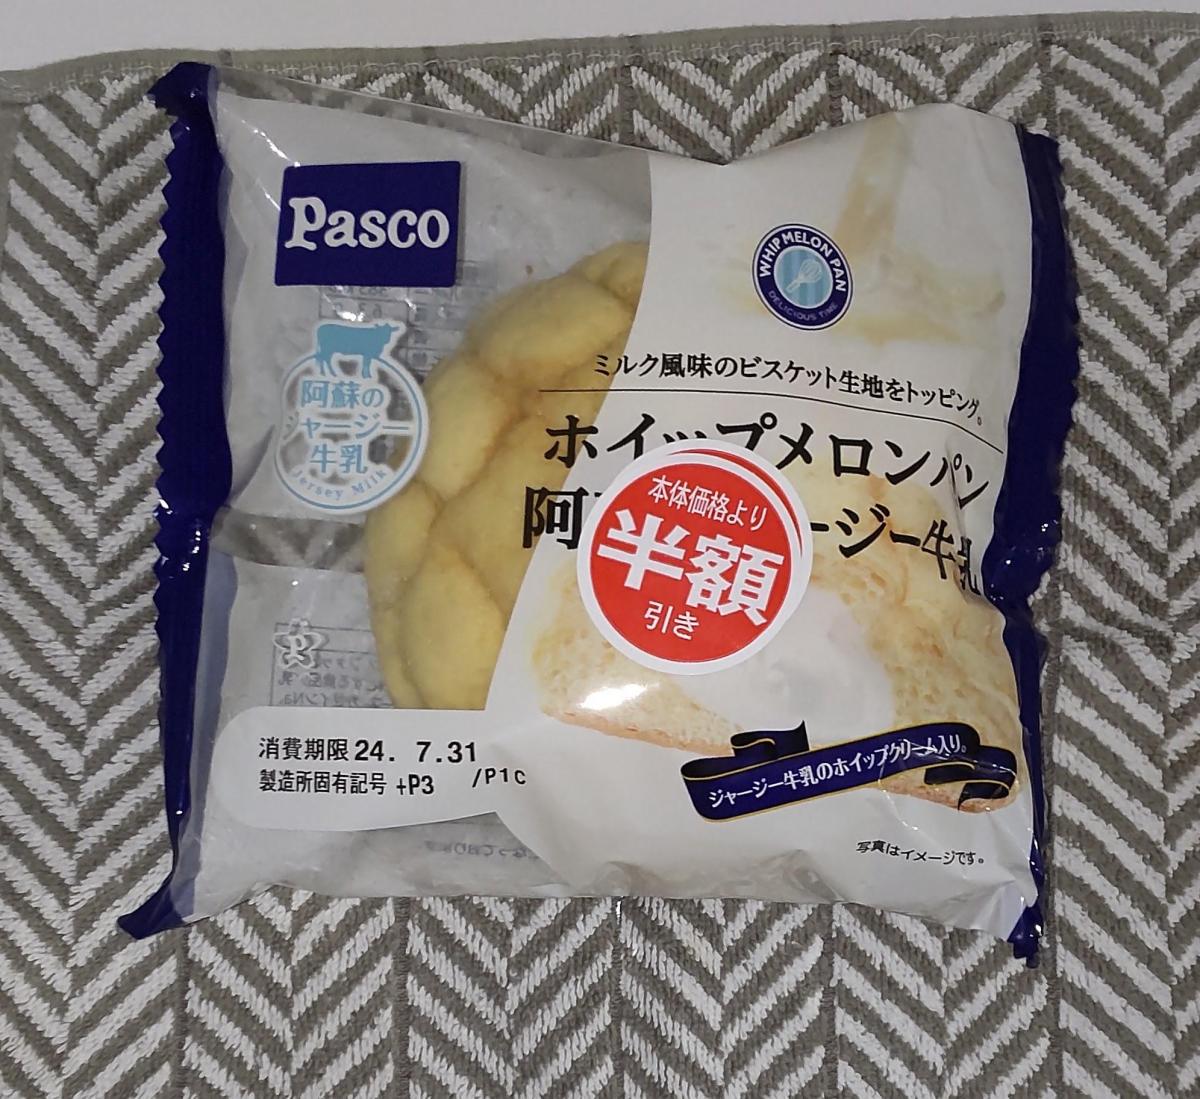 Pasco
WHIP MELON PAN
DELICIOUS TIME
阿蘇の
ジャージー
牛乳
Jersey Milk
ミルク風味のビスケット生地をトッピング。
ホイップメロンパン
阿 ージー牛乳
本体価格より
半額
引き
ジャージー牛乳のホイップクリーム入り。
消費期限 24. 7.31
製造所固有記号 +P3 /P1C
写真はイメージです。